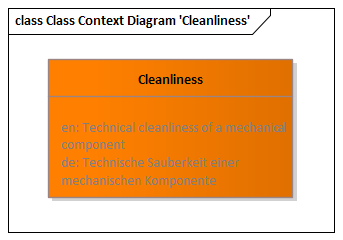 class Class Context Diagram 'Cleanliness'
Cleanliness
en: Technical cleanliness of a mechanical
component
de: Technische Sauberkeit einer
mechanischen Komponente